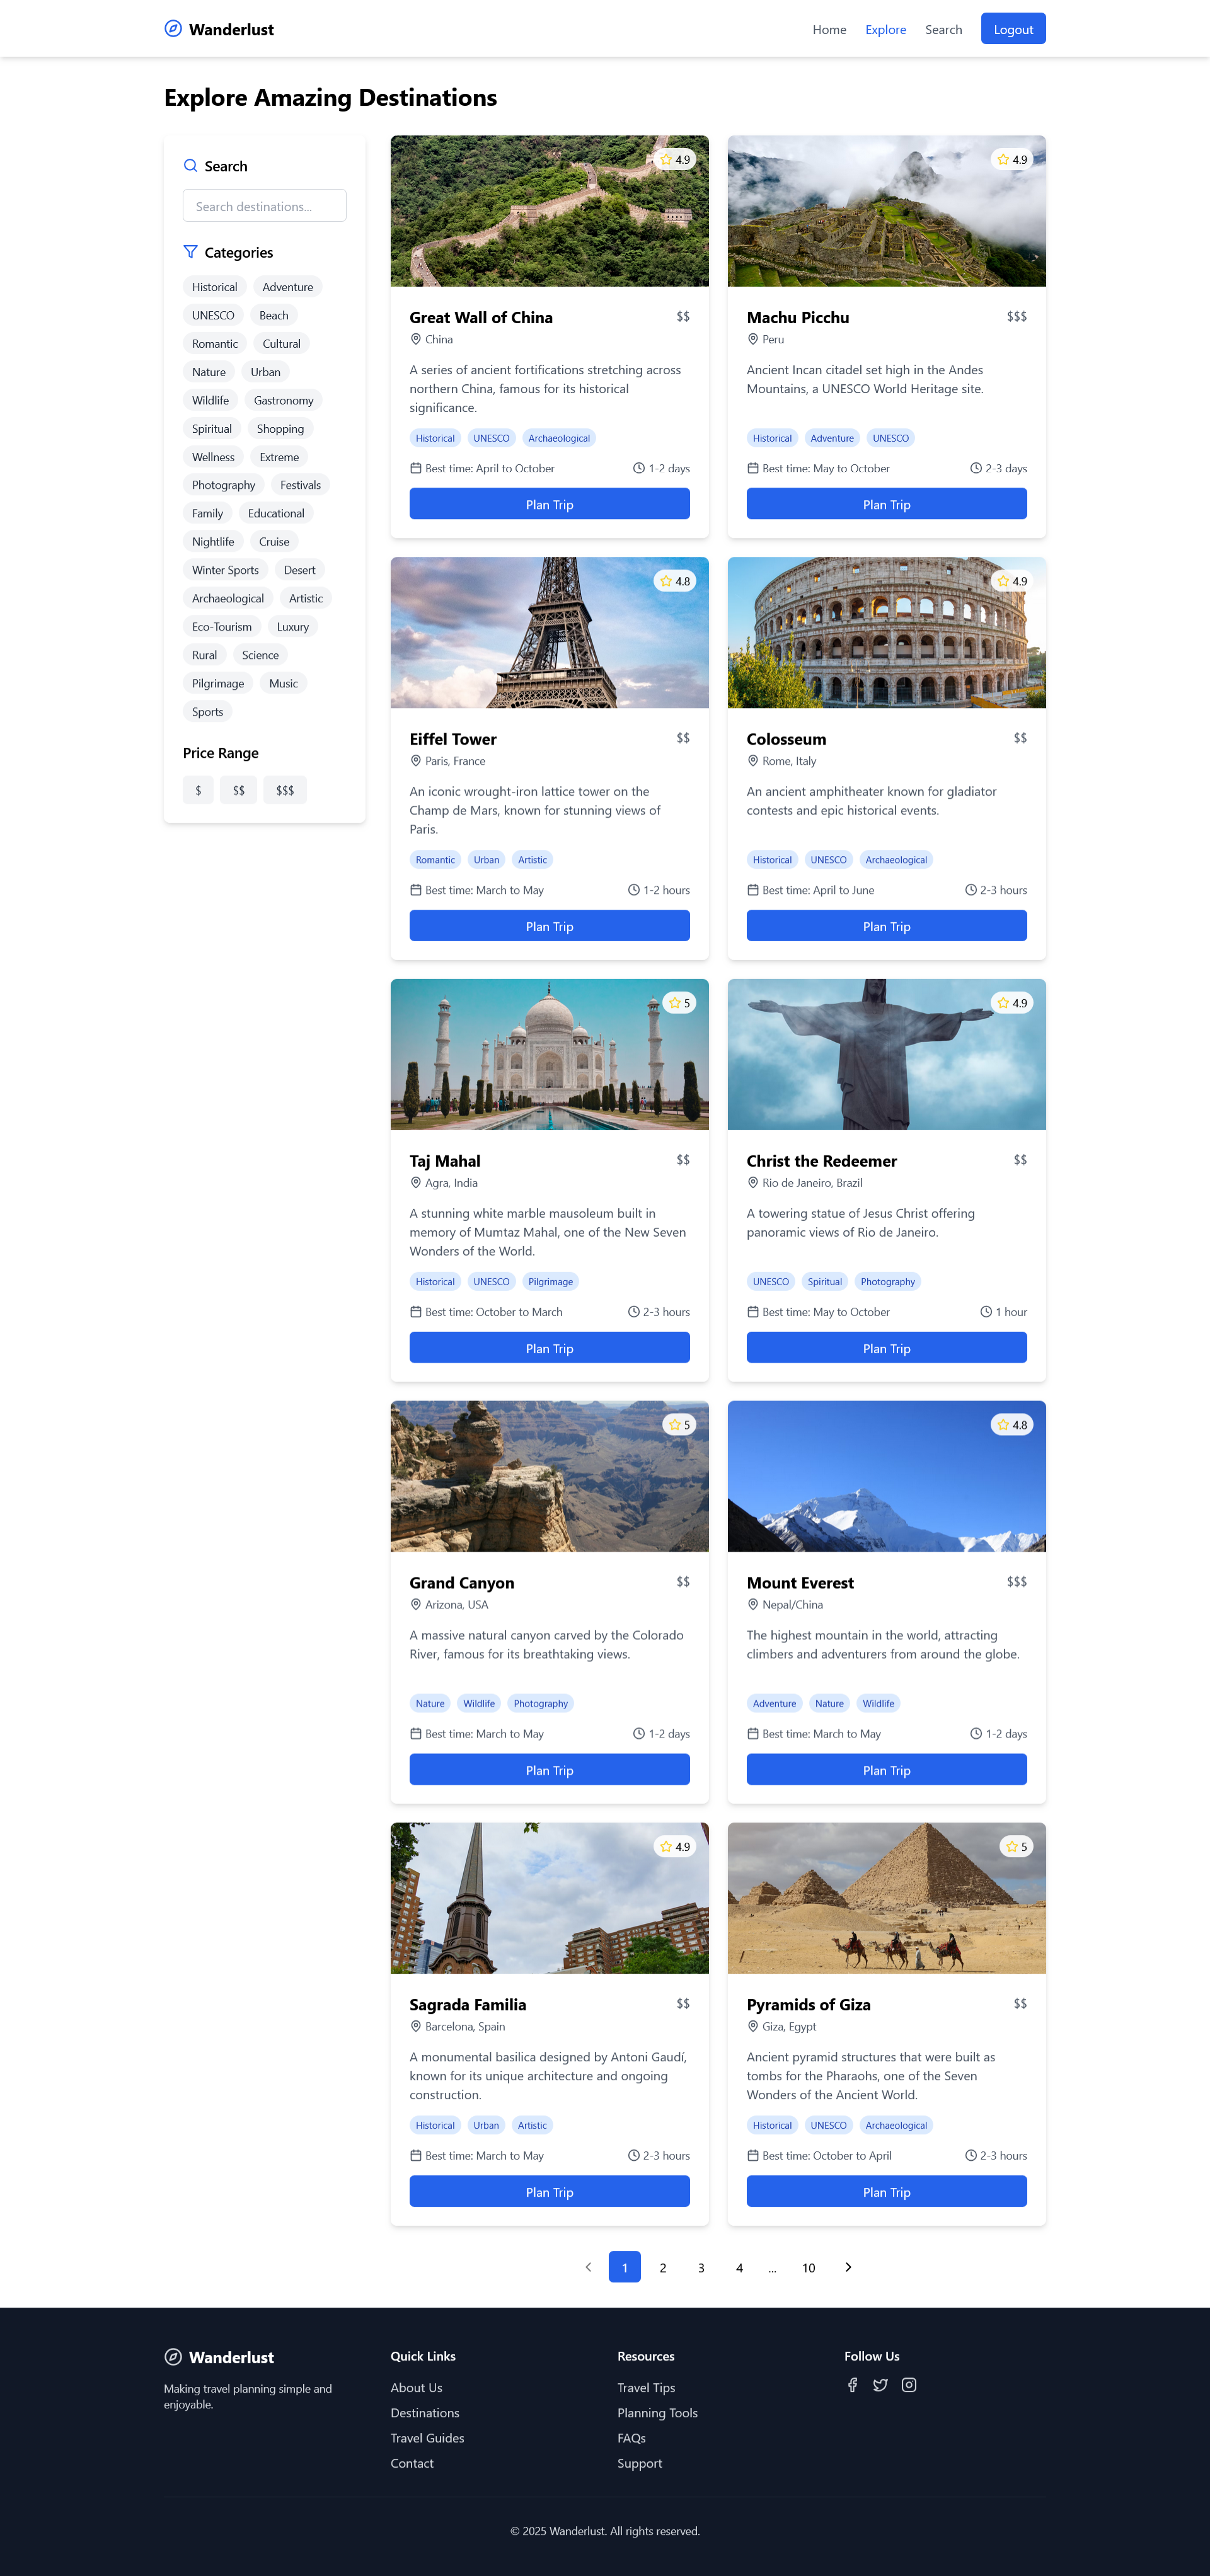 Wanderlust
Home Explore Search Logout
Explore Amazing Destinations
Search
Search destinations...
Categories
Historical Adventure
UNESCO Beach
Romantic Cultural
Nature Urban
Wildlife Gastronomy
Spiritual Shopping
Wellness Extreme
Photography Festivals
Family Educational
Nightlife Cruise
Winter Sports Desert
Archaeological Artistic
Eco-Tourism Luxury
Rural Science
Pilgrimage Music
Sports
Price Range
$ $$ $$$
4.9
Great Wall of China $$
China
A series of ancient fortifications stretching across
northern China, famous for its historical
significance.
Historical UNESCO Archaeological
Best time: April to October 1-2 days
Plan Trip
4.9
Machu Picchu $$$
Peru
Ancient Incan citadel set high in the Andes
Mountains, a UNESCO World Heritage site.
Historical Adventure UNESCO
Best time: May to October 2-3 days
Plan Trip
4.8
Eiffel Tower $$
Paris, France
An iconic wrought-iron lattice tower on the
Champ de Mars, known for stunning views of
Paris.
Romantic Urban Artistic
Best time: March to May 1-2 hours
Plan Trip
4.9
Colosseum $$
Rome, Italy
An ancient amphitheater known for gladiator
contests and epic historical events.
Historical UNESCO Archaeological
Best time: April to June 2-3 hours
Plan Trip
5
Taj Mahal $$
Agra, India
A stunning white marble mausoleum built in
memory of Mumtaz Mahal, one of the New Seven
Wonders of the World.
Historical UNESCO Pilgrimage
Best time: October to March 2-3 hours
Plan Trip
4.9
Christ the Redeemer $$
Rio de Janeiro, Brazil
A towering statue of Jesus Christ offering
panoramic views of Rio de Janeiro.
UNESCO Spiritual Photography
Best time: May to October 1 hour
Plan Trip
5
Grand Canyon $$
Arizona, USA
A massive natural canyon carved by the Colorado
River, famous for its breathtaking views.
Nature Wildlife Photography
Best time: March to May 1-2 days
Plan Trip
4.8
Mount Everest $$$
Nepal/China
The highest mountain in the world, attracting
climbers and adventurers from around the globe.
Adventure Nature Wildlife
Best time: March to May 1-2 days
Plan Trip
4.9
Sagrada Familia $$
Barcelona, Spain
A monumental basilica designed by Antoni Gaudí,
known for its unique architecture and ongoing
construction.
Historical Urban Artistic
Best time: March to May 2-3 hours
Plan Trip
5
Pyramids of Giza $$
Giza, Egypt
Ancient pyramid structures that were built as
tombs for the Pharaohs, one of the Seven
Wonders of the Ancient World.
Historical UNESCO Archaeological
Best time: October to April 2-3 hours
Plan Trip
1 2 3 4 ... 10
Wanderlust
Making travel planning simple and
enjoyable.
Quick Links
About Us
Destinations
Travel Guides
Contact
Resources
Travel Tips
Planning Tools
FAQs
Support
Follow Us
© 2025 Wanderlust. All rights reserved.